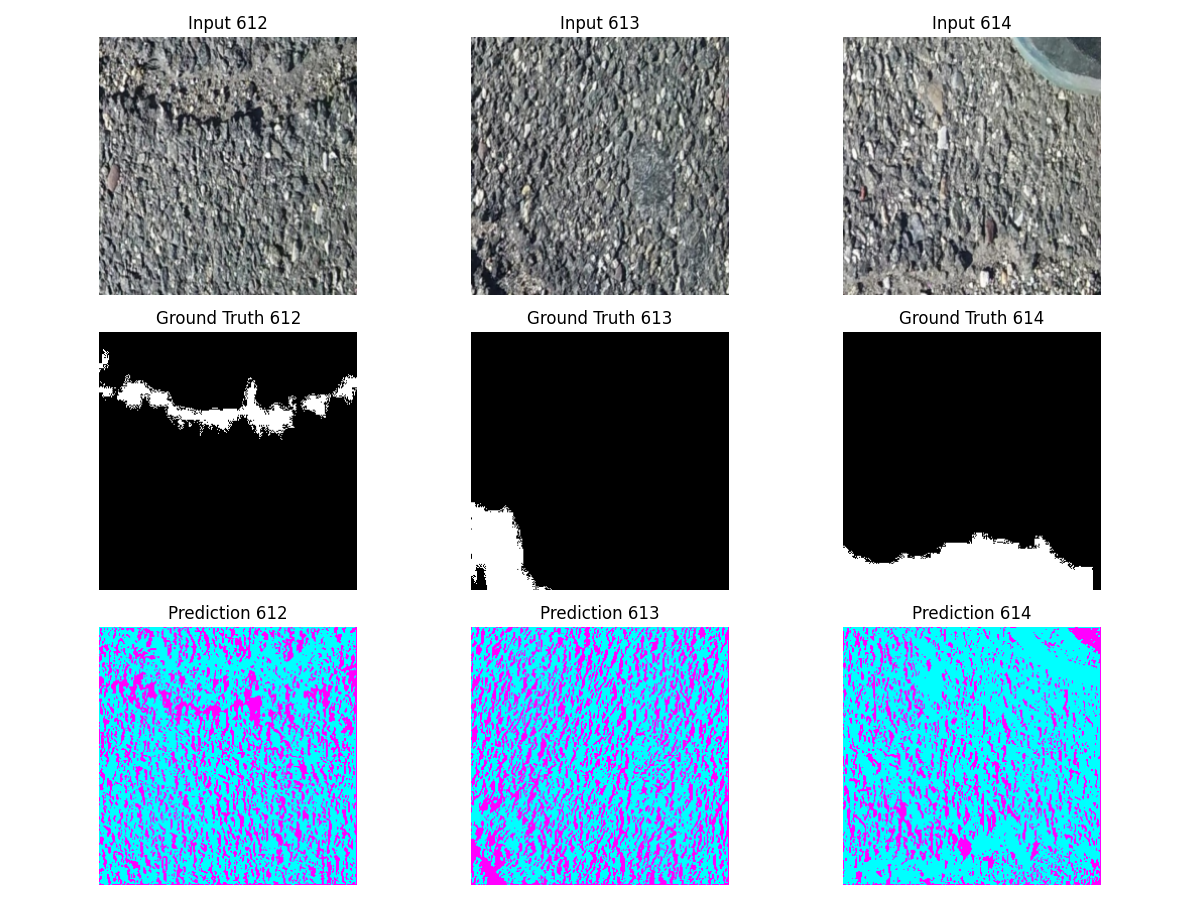 Input 612
Input 613
Input 614
Ground Truth 612
Ground Truth 613
Ground Truth 614
Prediction 612
Prediction 613
Prediction 614